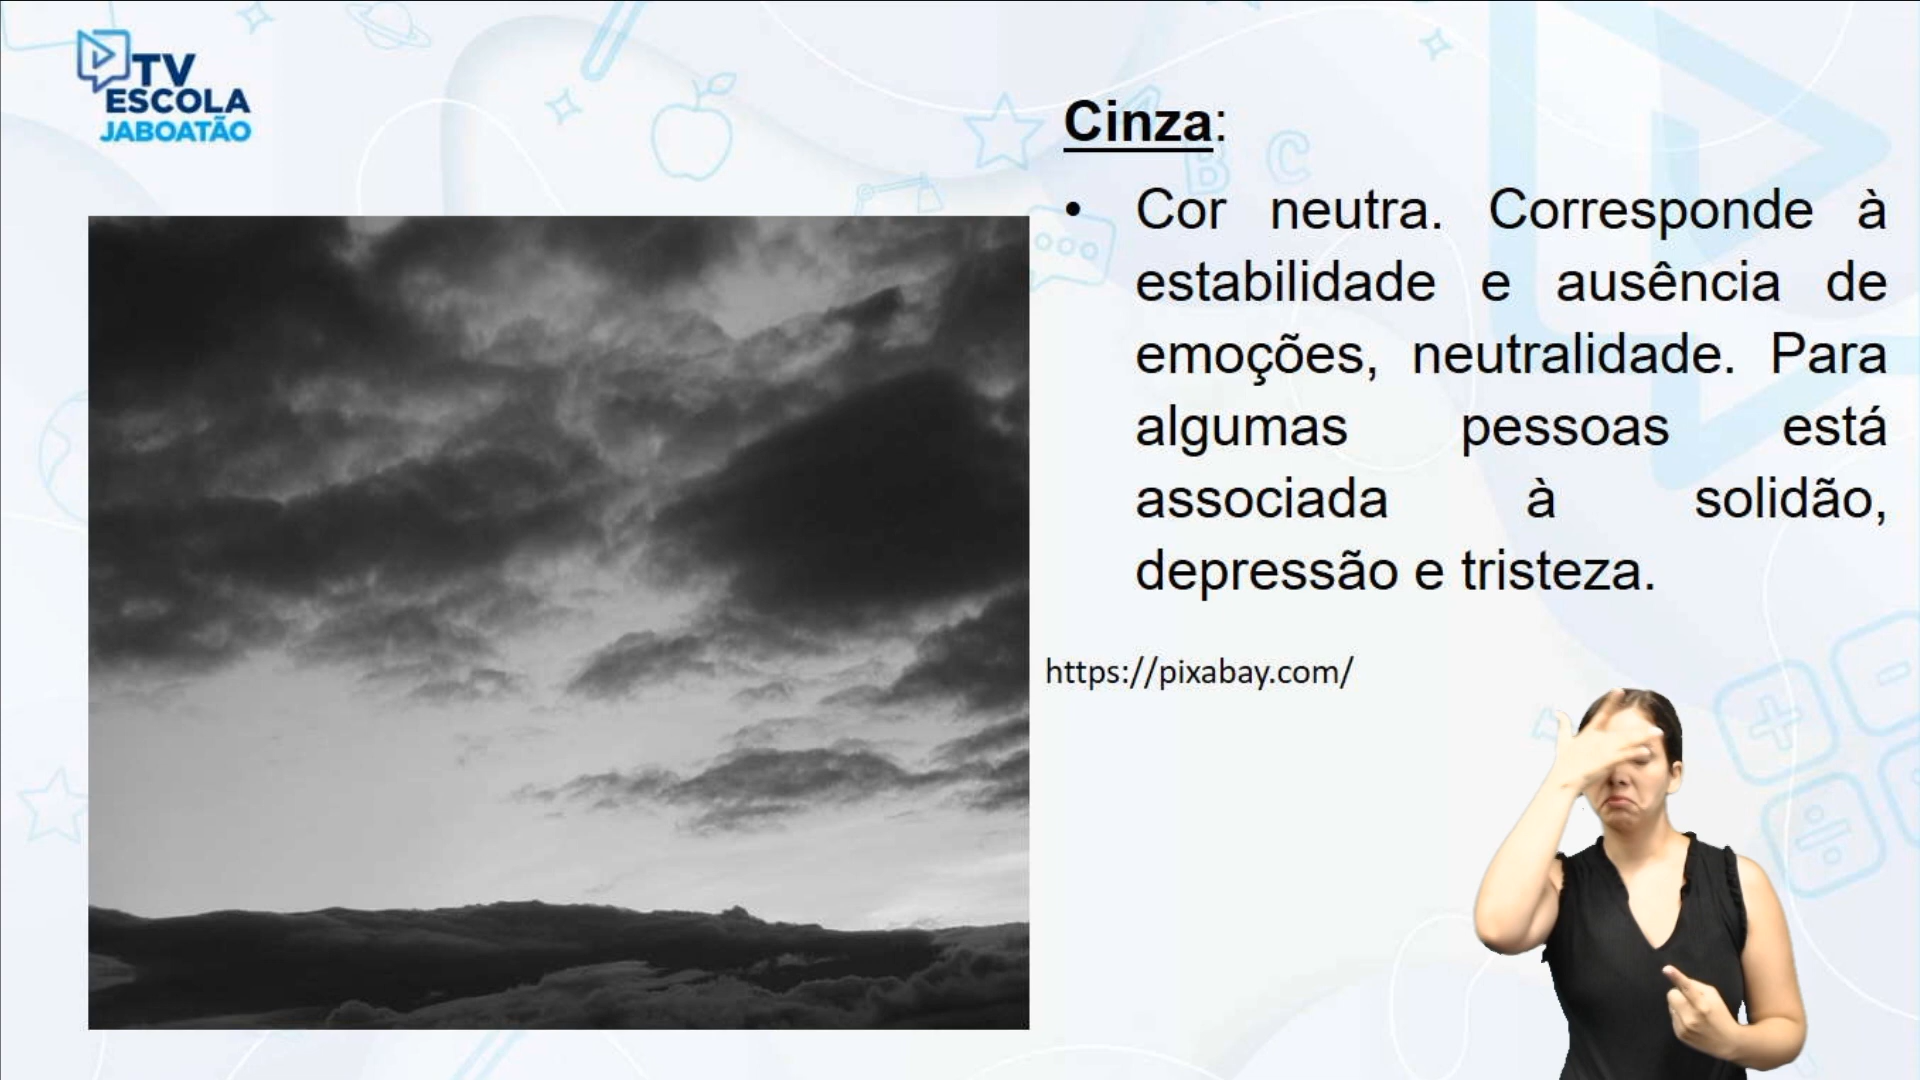 TV
ESCOLA
JABOATÃO
Cinza:
• Cor neutra. Corresponde à
estabilidade e ausência de
emoções, neutralidade. Para
algumas pessoas está
associada à solidão,
depressão e tristeza.
https://pixabay.com/
A
B C